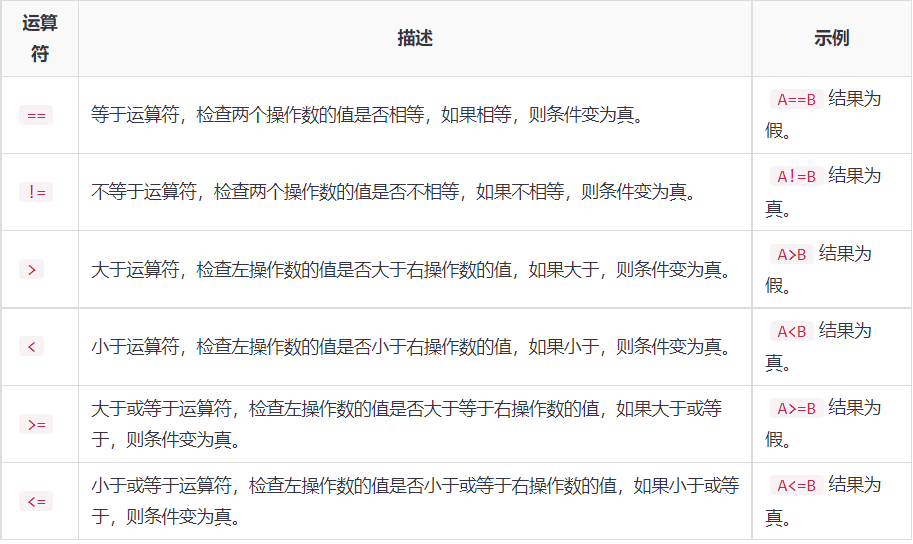 运算
符
描述
示例
==
等于运算符，检查两个操作数的值是否相等，如果相等，则条件变为真。
A==B 结果为
假。
!=
不等于运算符，检查两个操作数的值是否不相等，如果不相等，则条件变为真。
A!=B 结果为
真。
>
大于运算符，检查左操作数的值是否大于右操作数的值，如果大于，则条件变为真。
A>B 结果为
假。
<
小于运算符，检查左操作数的值是否小于右操作数的值，如果小于，则条件变为真。
A<B 结果为
真。
>=
大于或等于运算符，检查左操作数的值是否大于等于右操作数的值，如果大于或等
于，则条件变为真。
A>=B 结果为
假。
<=
小于或等于运算符，检查左操作数的值是否小于或等于右操作数的值，如果小于或等
于，则条件变为真。
A<=B 结果为
真。